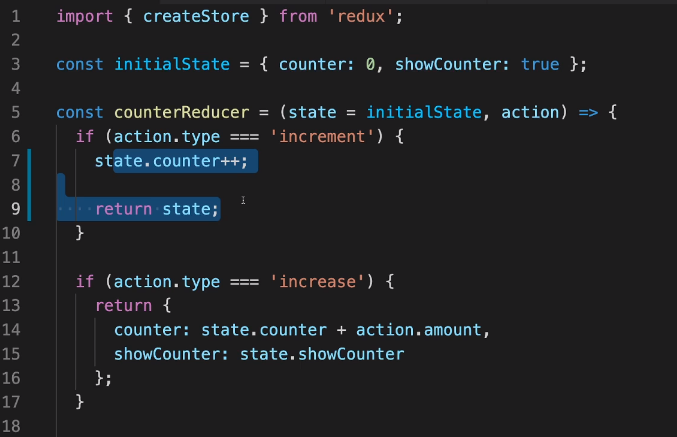 1 import { createStore } from 'redux';
2
3 const initialState = { counter: 0, showCounter: true };
4
5 const counterReducer = (state = initialState, action) => {
6   if (action.type === 'increment') {
7     state.counter++;
8
9     return state;
10   }
11
12   if (action.type === 'increase') {
13     return {
14       counter: state.counter + action.amount,
15       showCounter: state.showCounter
16     };
17   }
18